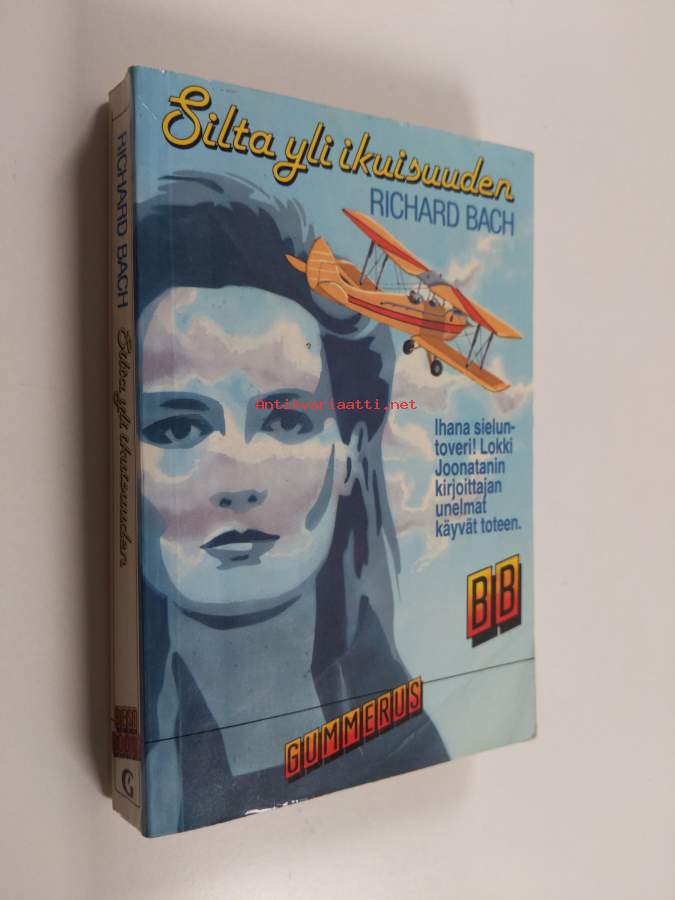 Silta yli ikuisuuden
RICHARD BACH
Ihana sielun-
toveri! Lokki
Joonatanin
kirjoittajan
unelmat
käyvät toteen.
BB
GUMMERUS
RICHARD BACH
Silta yli ikuisuuden
G
Antikvariaatti.net